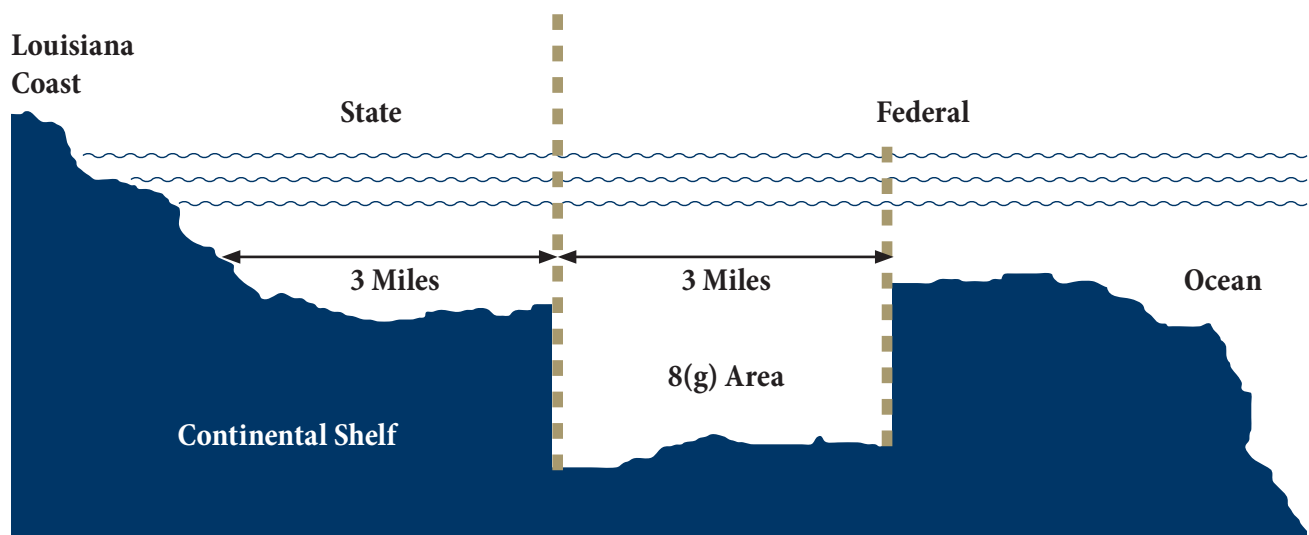 Louisiana
Coast
State
Federal
3 Miles
3 Miles
Ocean
8(g) Area
Continental Shelf